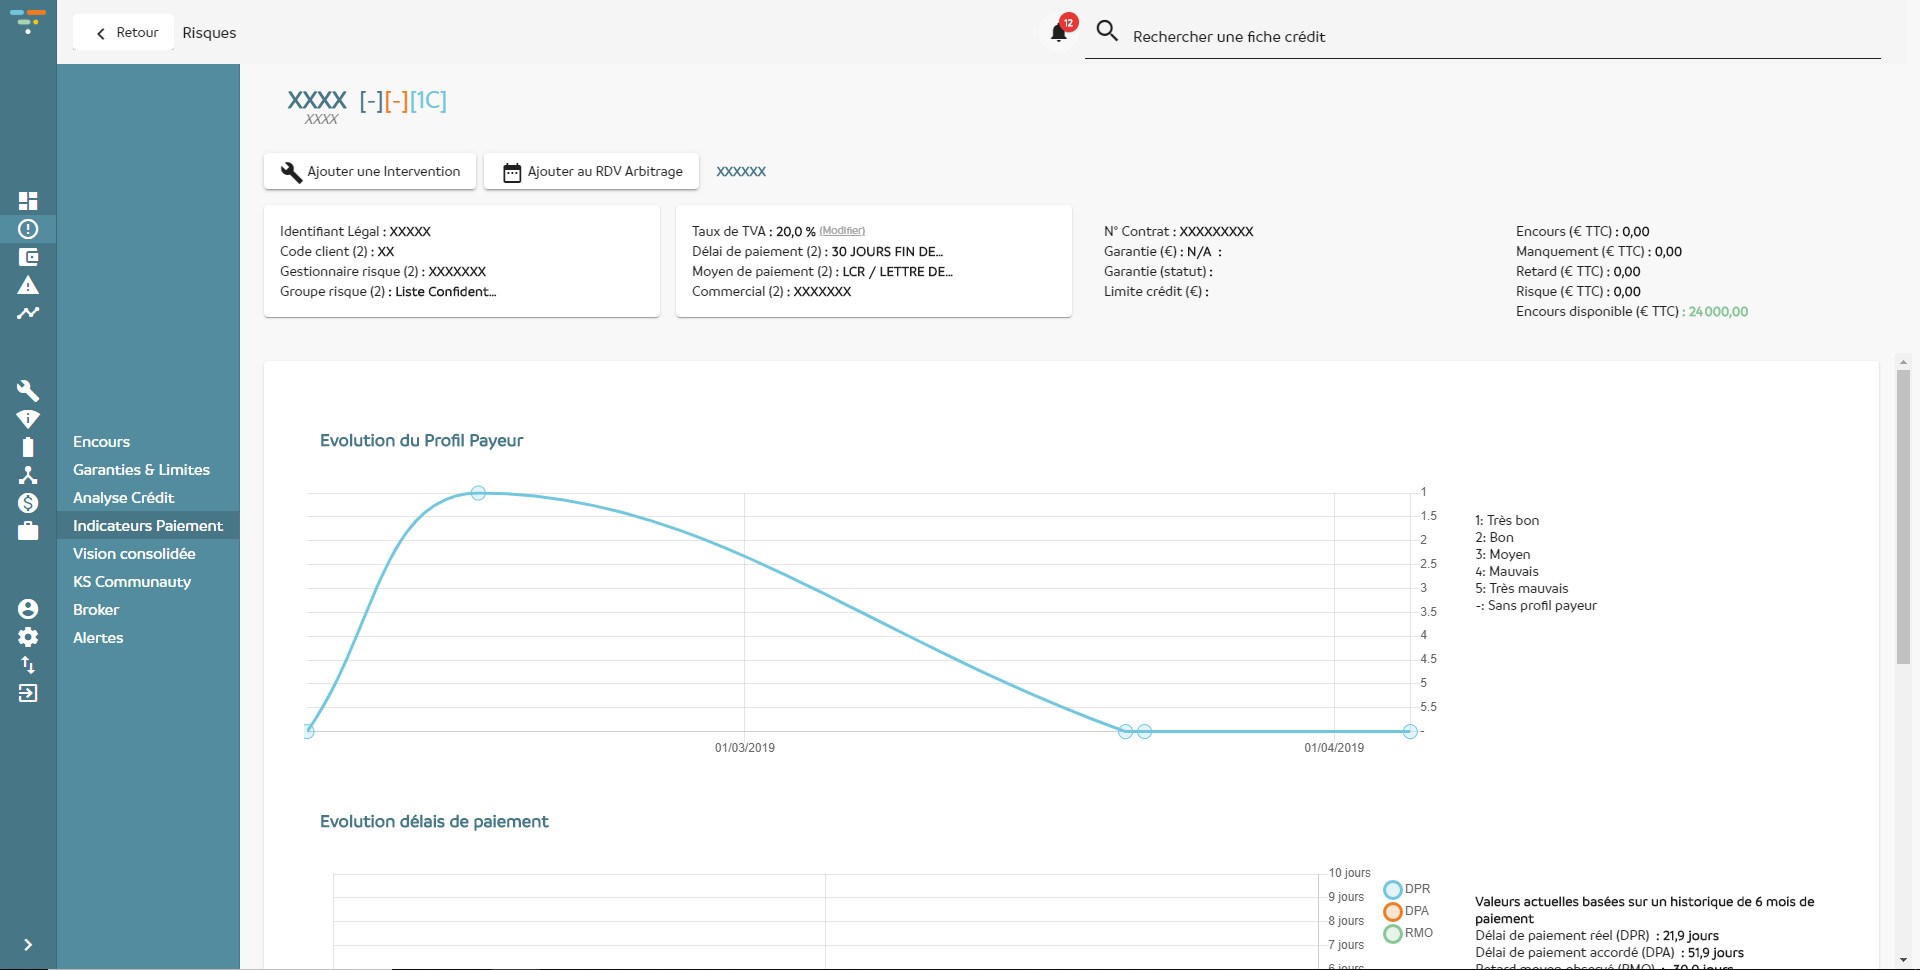 Retour
Risques
12
Rechercher une fiche crédit
XXXX [-][-][1C]
XXXX
Ajouter une Intervention
Ajouter au RDV Arbitrage
XXXXXX
Identifiant Légal : XXXXX
Code client (2) : XX
Gestionnaire risque (2) : XXXXXXX
Groupe risque (2) : Liste Confident...
Taux de TVA : 20,0 % (Modifier)
Délai de paiement (2) : 30 JOURS FIN DE...
Moyen de paiement (2) : LCR / LETTRE DE...
Commercial (2) : XXXXXXX
N° Contrat : XXXXXXXXX
Garantie (€) : N/A :
Garantie (statut) :
Limite crédit (€) :
Encours (€ TTC) : 0,00
Manquement (€ TTC) : 0,00
Retard (€ TTC) : 0,00
Risque (€ TTC) : 0,00
Encours disponible (€ TTC) : 24 000,00
Encours
Garanties & Limites
Analyse Crédit
Indicateurs Paiement
Vision consolidée
KS Communauty
Broker
Alertes
Evolution du Profil Payeur
1
1.5
2
2.5
3
3.5
4
4.5
5
5.5
-
01/03/2019
01/04/2019
1: Très bon
2: Bon
3: Moyen
4: Mauvais
5: Très mauvais
-: Sans profil payeur
Evolution délais de paiement
10 jours
9 jours
8 jours
7 jours
6 jours
DPR
DPA
RMO
Valeurs actuelles basées sur un historique de 6 mois de
paiement
Délai de paiement réel (DPR) : 21,9 jours
Délai de paiement accordé (DPA) : 51,9 jours
Retard moyen observé (RMO) : -30,0 jours